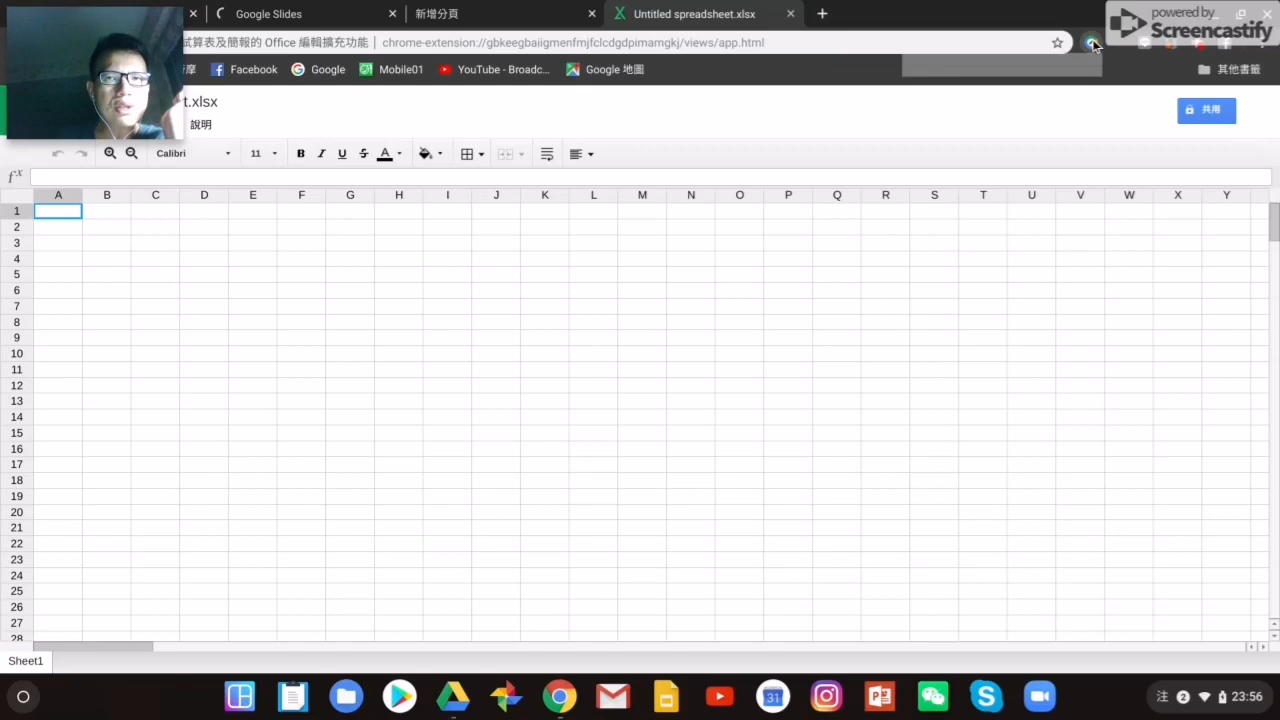 Google Slides
新增分頁
Untitled spreadsheet.xlsx
powered by
Screencastify
試算表及簡報的 Office 編輯擴充功能 | chrome-extension://gbkeegbaiigmenfmjfclcdgdpimamgkj/views/app.html
Facebook
Google
Mobile01
YouTube - Broadc...
Google 地圖
其他書籤
t.xlsx
說明
共用
Calibri
11
B
I
U
S
A
fx
A B C D E F G H I J K L M N O P Q R S T U V W X Y
1
2
3
4
5
6
7
8
9
10
11
12
13
14
15
16
17
18
19
20
21
22
23
24
25
26
27
28
Sheet1
31
注
2
23:56